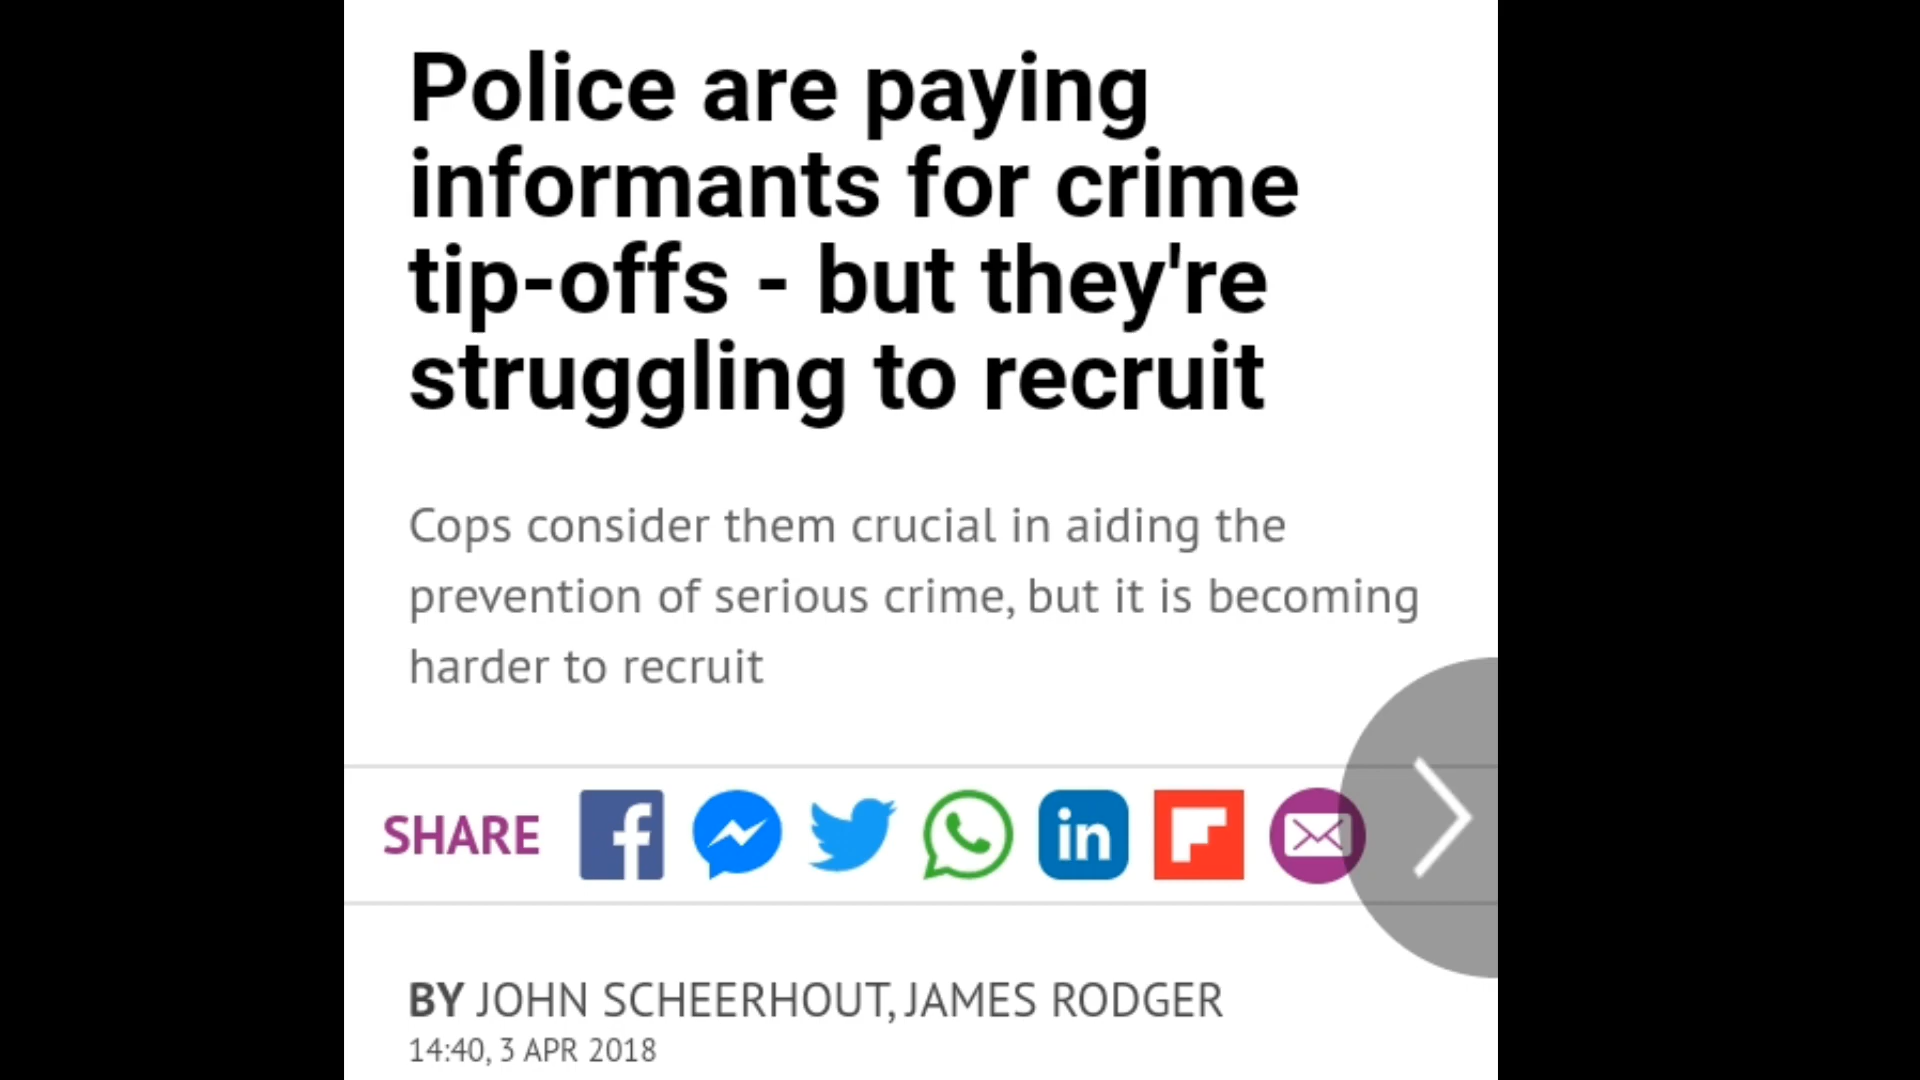 Police are paying
informants for crime
tip-offs - but they're
struggling to recruit
Cops consider them crucial in aiding the
prevention of serious crime, but it is becoming
harder to recruit
SHARE
BY JOHN SCHEERHOUT, JAMES RODGER
14:40, 3 APR 2018